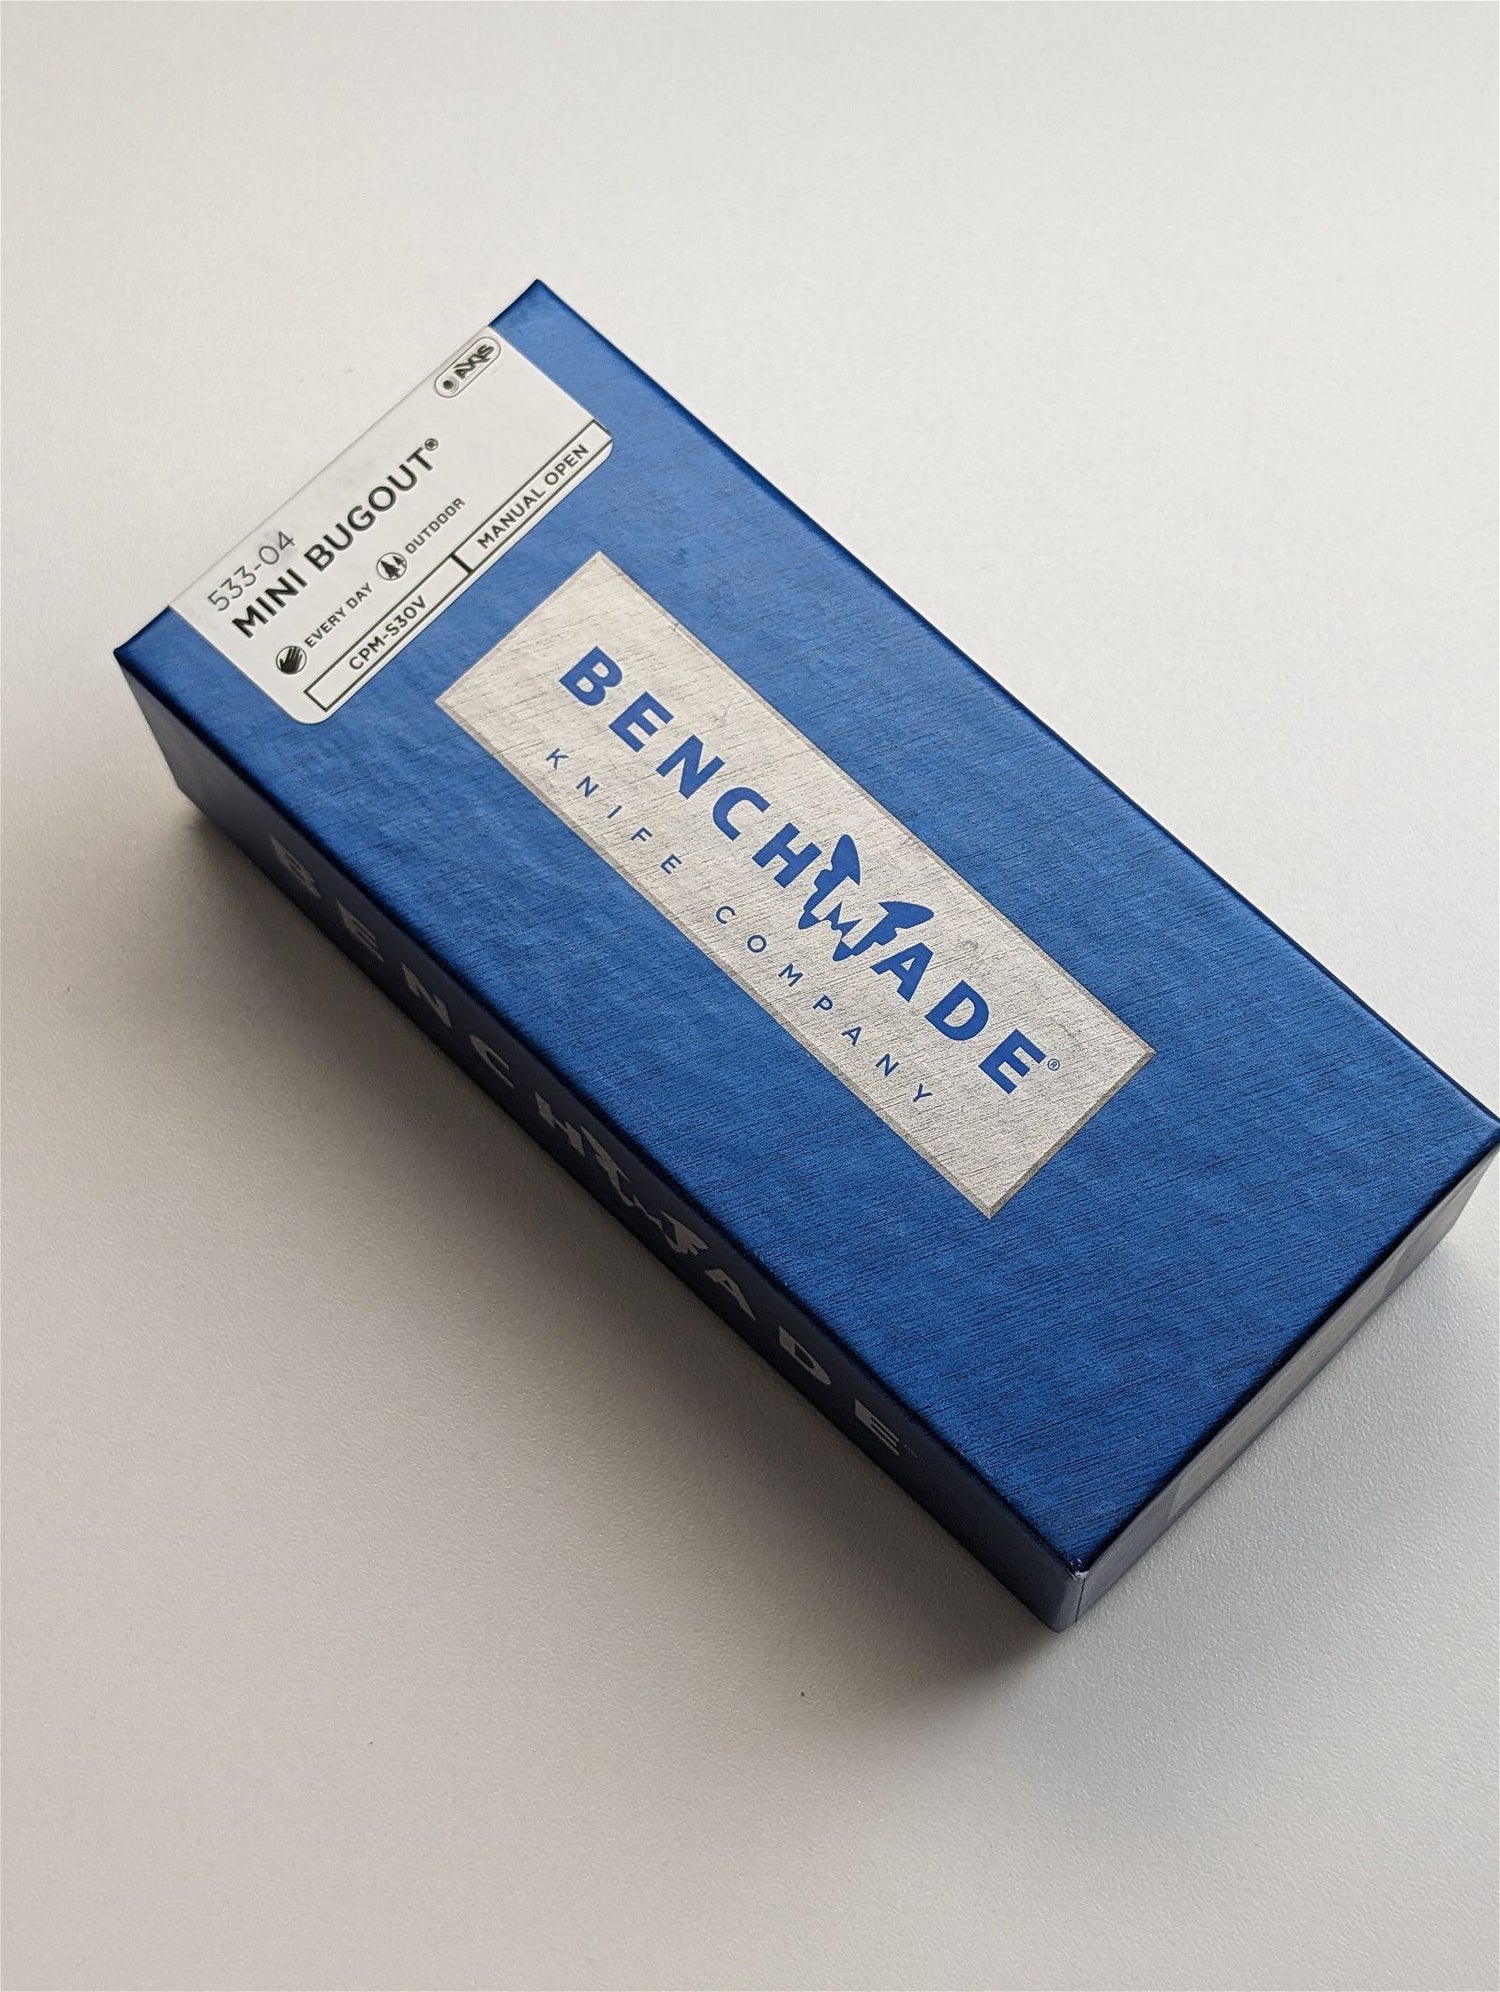 AXIS
533-04
MINI BUGOUT®
EVERY DAY OUTDOOR
CPM-S30V MANUAL OPEN
BENCHMADE®
KNIFE COMPANY
BENCHMADE